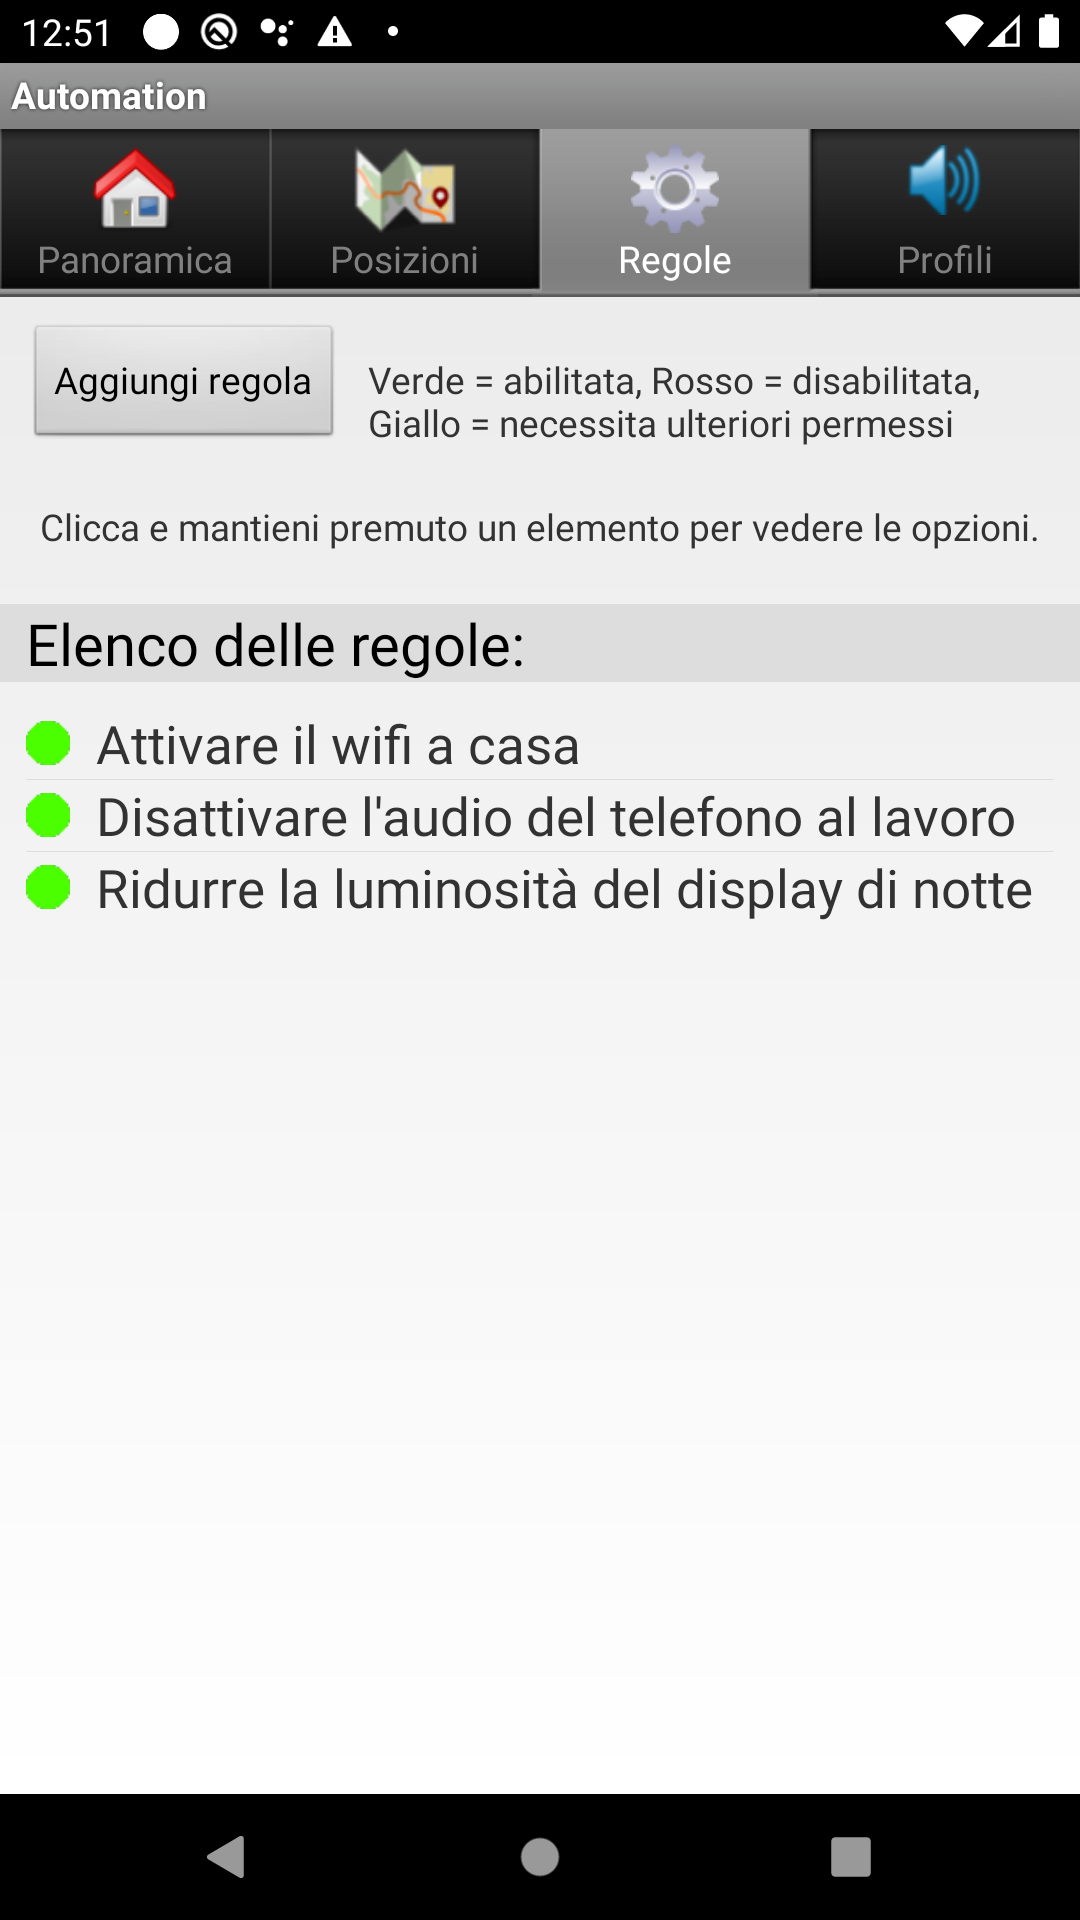 12:51
Automation
Panoramica
Posizioni
Regole
Profili
Aggiungi regola
Verde = abilitata, Rosso = disabilitata,
Giallo = necessita ulteriori permessi
Clicca e mantieni premuto un elemento per vedere le opzioni.
Elenco delle regole:
Attivare il wifi a casa
Disattivare l'audio del telefono al lavoro
Ridurre la luminosità del display di notte